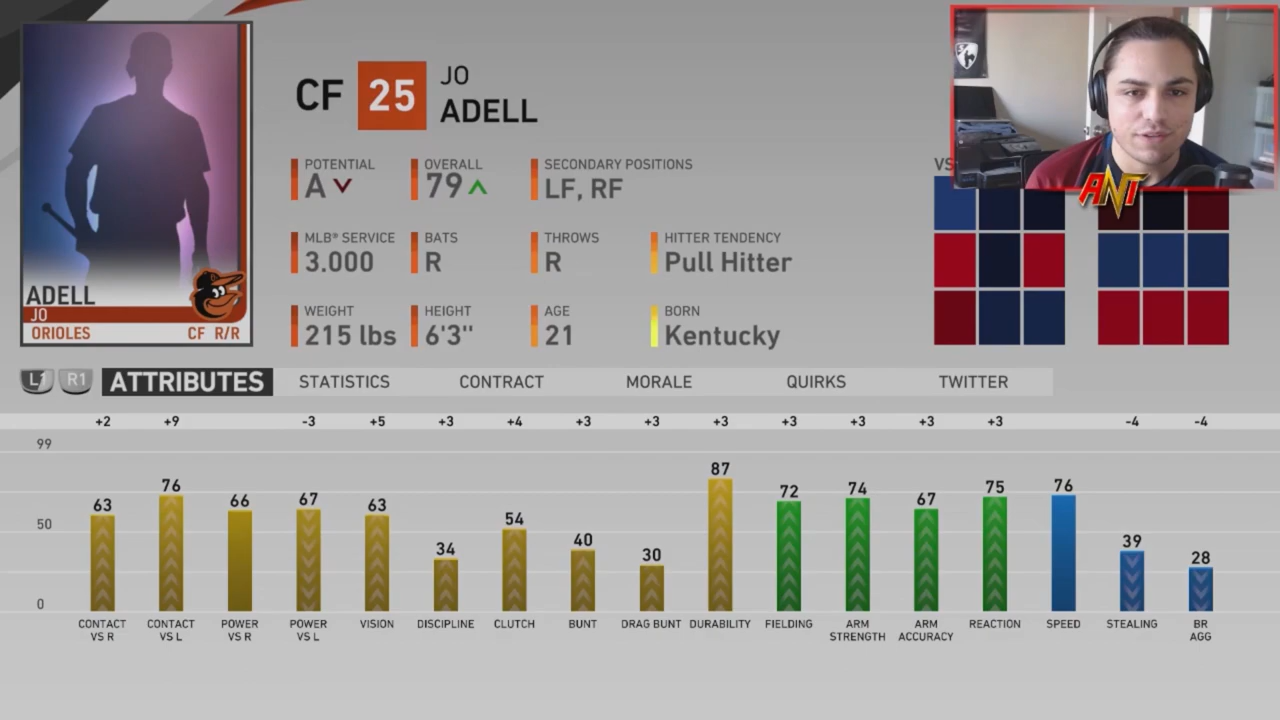 CF 25 JO
ADELL
POTENTIAL OVERALL SECONDARY POSITIONS
A 79 LF, RF
MLB® SERVICE BATS THROWS HITTER TENDENCY
3.000 R R Pull Hitter
WEIGHT HEIGHT AGE BORN
215 lbs 6'3" 21 Kentucky
ADELL
JO
ORIOLES CF R/R
VS
ANT
L1 R1 ATTRIBUTES STATISTICS CONTRACT MORALE QUIRKS TWITTER
+2 +9 -3 +5 +3 +4 +3 +3 +3 +3 +3 +3 +3 -4 -4
99
50
0
63 76 66 67 63 34 54 40 30 87 72 74 67 75 76 39 28
CONTACT CONTACT POWER POWER VISION DISCIPLINE CLUTCH BUNT DRAG BUNT DURABILITY FIELDING ARM ARM REACTION SPEED STEALING BR
VS R VS L VS R VS L STRENGTH ACCURACY AGG